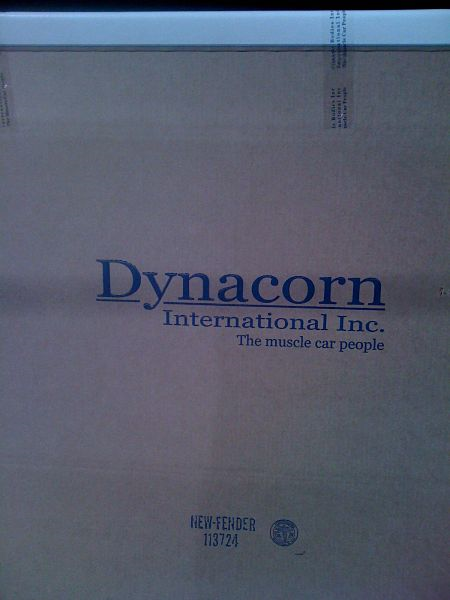 Dynacorn
International Inc.
The muscle car people
NEW-FENDER
113724